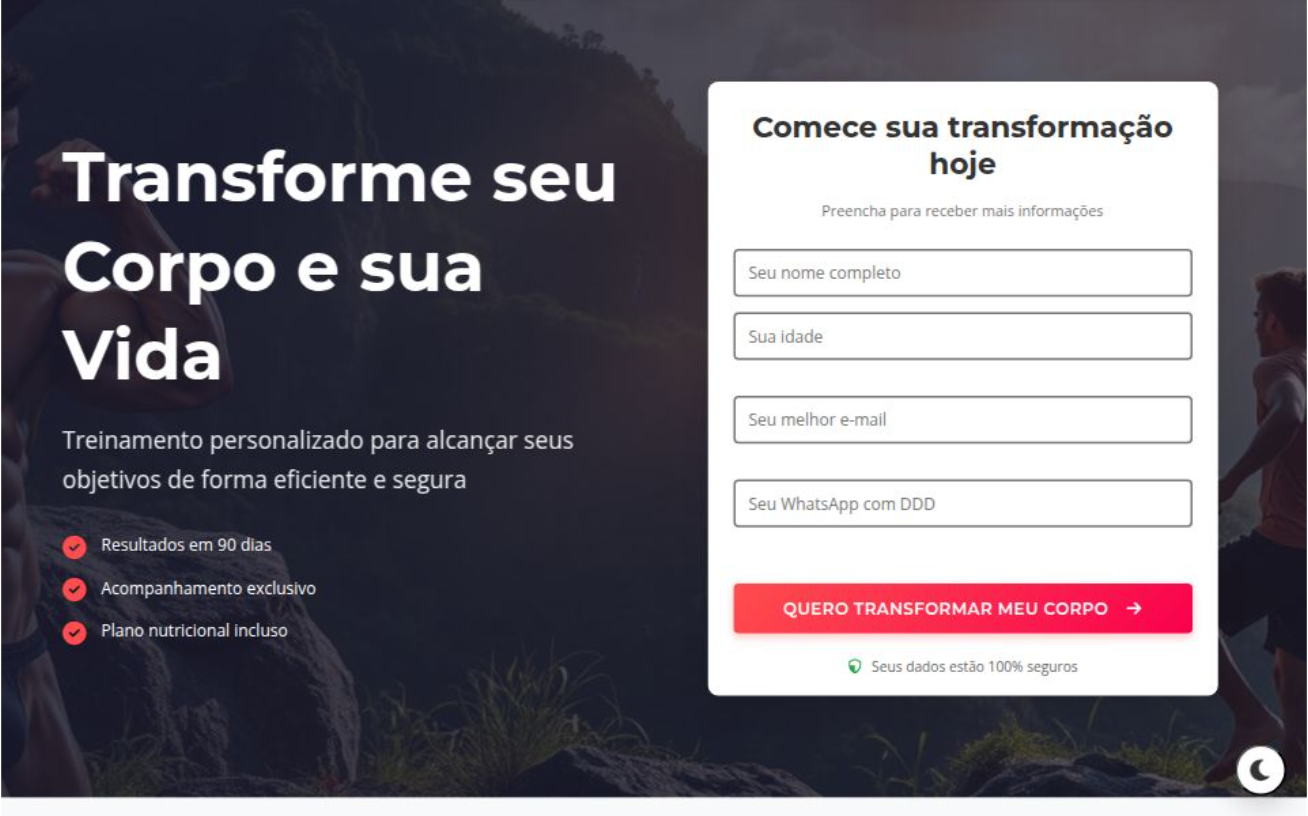 Transforme seu
Corpo e sua
Vida
Treinamento personalizado para alcançar seus
objetivos de forma eficiente e segura
Resultados em 90 dias
Acompanhamento exclusivo
Plano nutricional incluso
Comece sua transformação
hoje
Preencha para receber mais informações
Seu nome completo
Sua idade
Seu melhor e-mail
Seu WhatsApp com DDD
QUERO TRANSFORMAR MEU CORPO →
Seus dados estão 100% seguros